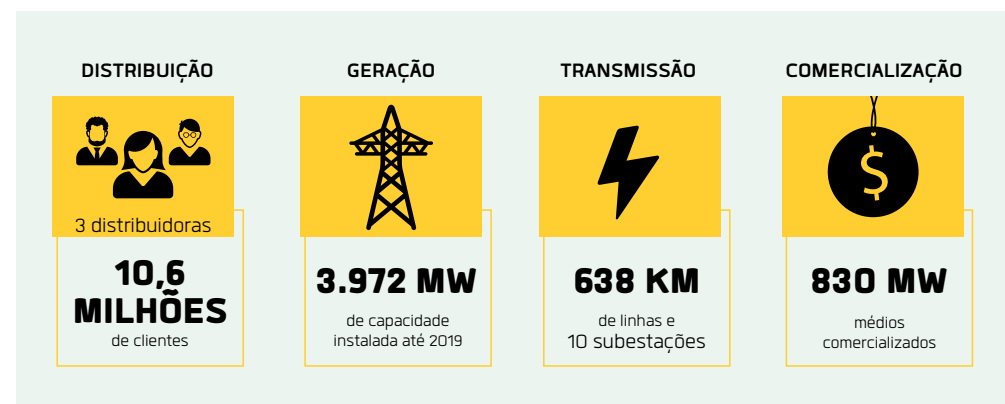 DISTRIBUIÇÃO
3 distribuidoras
10,6
MILHÕES
de clientes
GERAÇÃO
3.972 MW
de capacidade
instalada até 2019
TRANSMISSÃO
638 KM
de linhas e
10 subestações
COMERCIALIZAÇÃO
$
830 MW
médios
comercializados